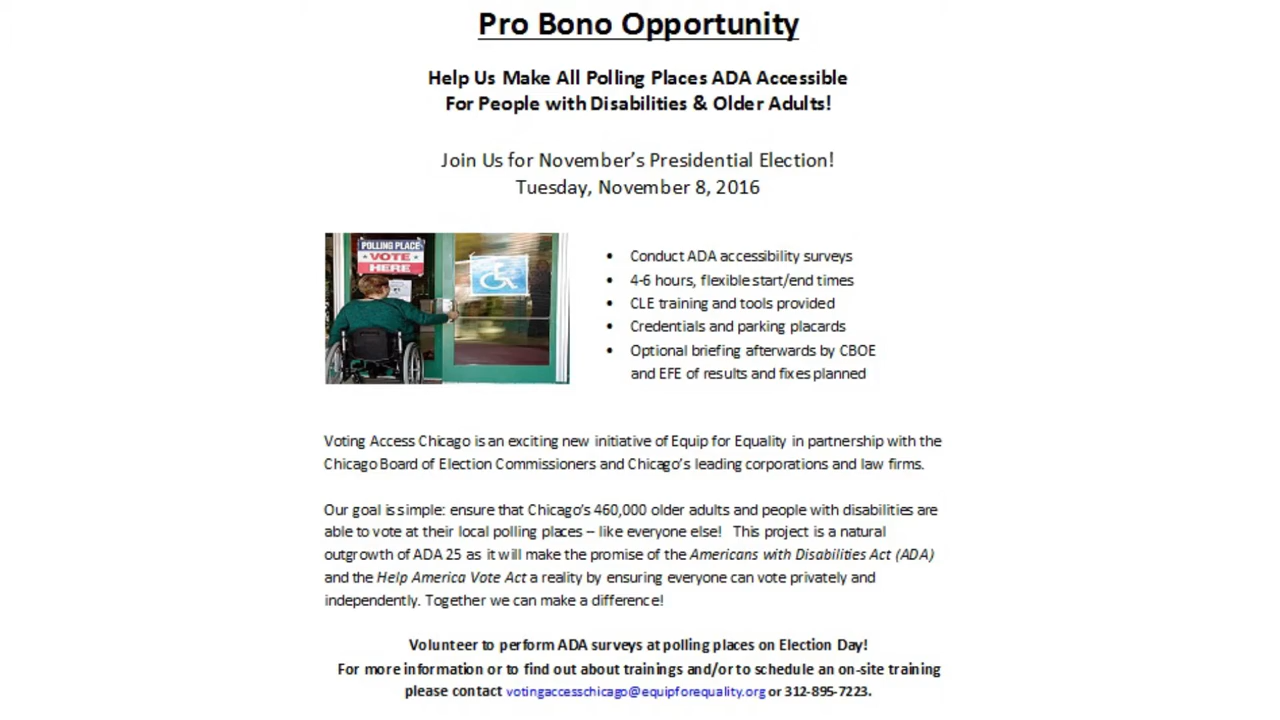 Pro Bono Opportunity
Help Us Make All Polling Places ADA Accessible
For People with Disabilities & Older Adults!
Join Us for November's Presidential Election!
Tuesday, November 8, 2016
POLLING PLACE
VOTE
HERE
• Conduct ADA accessibility surveys
• 4-6 hours, flexible start/end times
• CLE training and tools provided
• Credentials and parking placards
• Optional briefing afterwards by CBOE
and EFE of results and fixes planned
Voting Access Chicago is an exciting new initiative of Equip for Equality in partnership with the
Chicago Board of Election Commissioners and Chicago's leading corporations and law firms.
Our goal is simple: ensure that Chicago's 460,000 older adults and people with disabilities are
able to vote at their local polling places – like everyone else! This project is a natural
outgrowth of ADA 25 as it will make the promise of the Americans with Disabilities Act (ADA)
and the Help America Vote Act a reality by ensuring everyone can vote privately and
independently. Together we can make a difference!
Volunteer to perform ADA surveys at polling places on Election Day!
For more information or to find out about trainings and/or to schedule an on-site training
please contact votingaccesschicago@equipforequality.org or 312-895-7223.